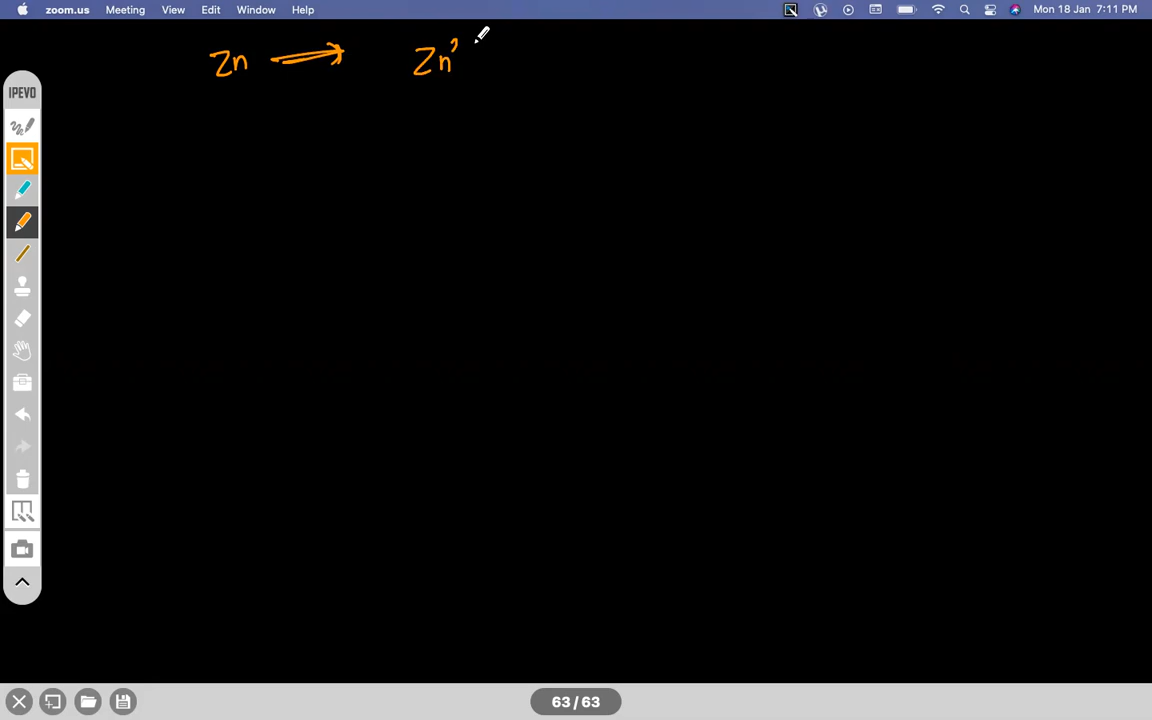 zoom.us Meeting View Edit Window Help Mon 18 Jan 7:11 PM
Zn → Zn
IPEVO
63/63